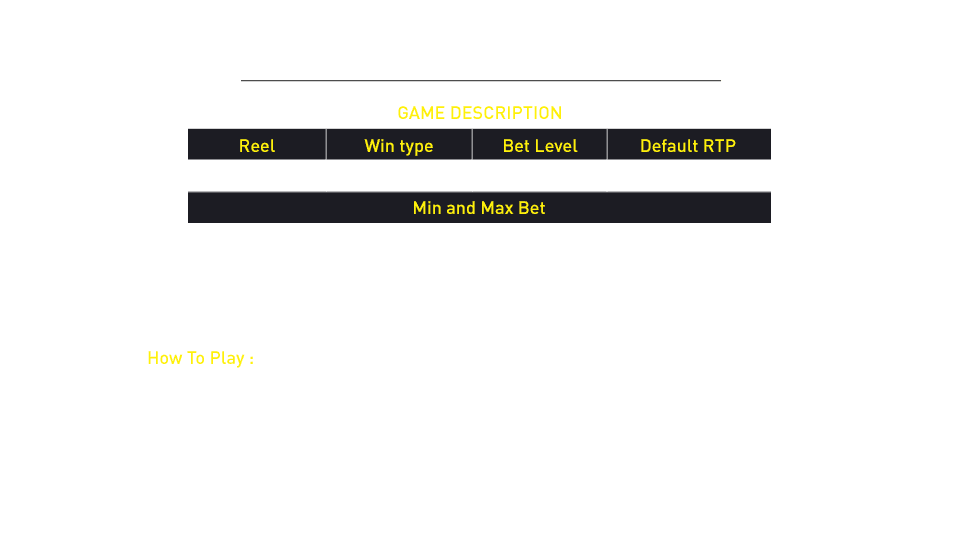 GAME DESCRIPTION
Reel Win type Bet Level Default RTP
Min and Max Bet
How To Play :